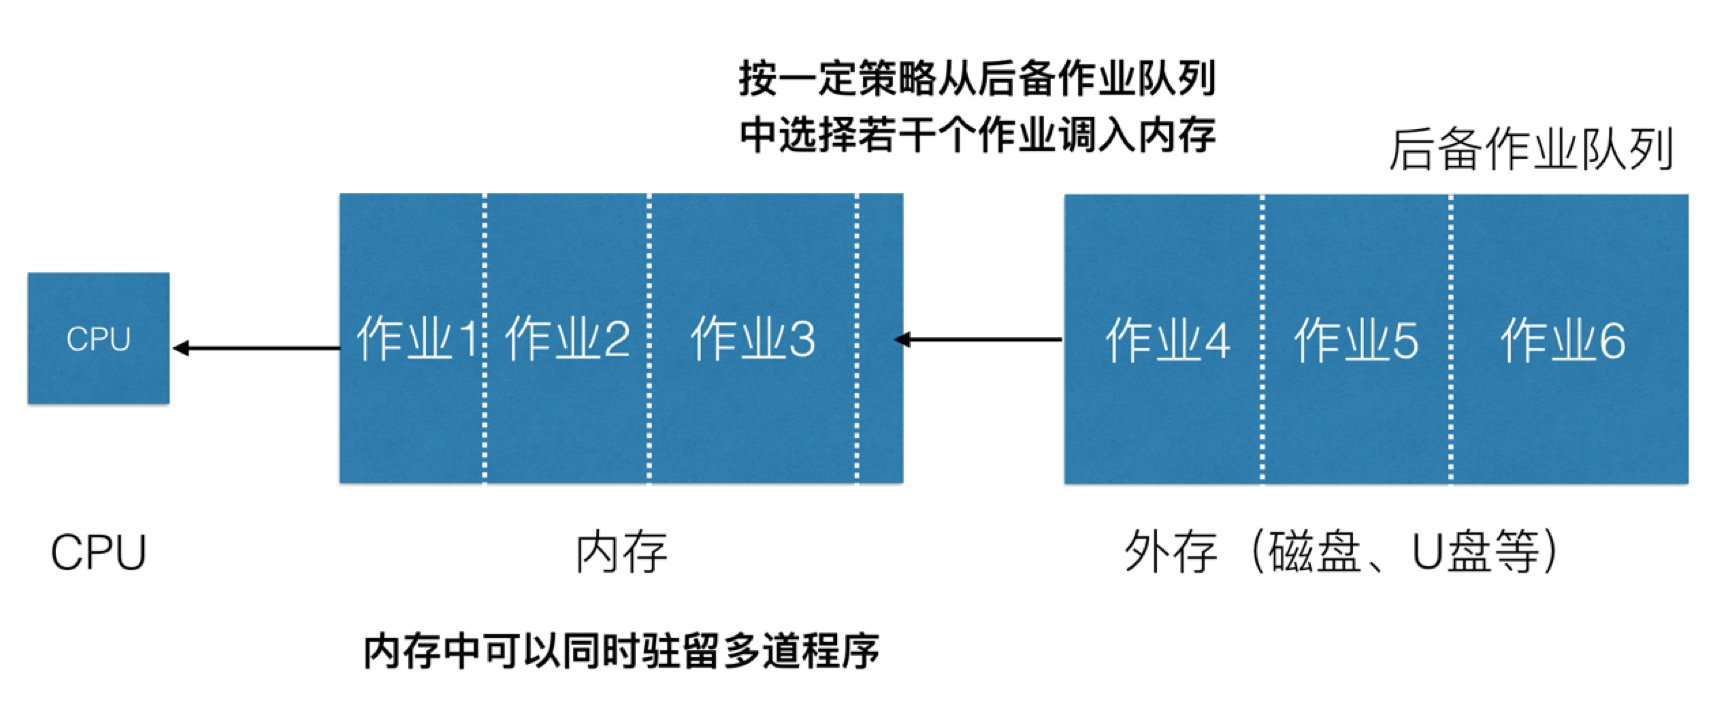 按一定策略从后备作业队列
中选择若干个作业调入内存
后备作业队列
CPU
作业1
作业2
作业3
作业4
作业5
作业6
CPU
内存
外存（磁盘、U盘等）
内存中可以同时驻留多道程序